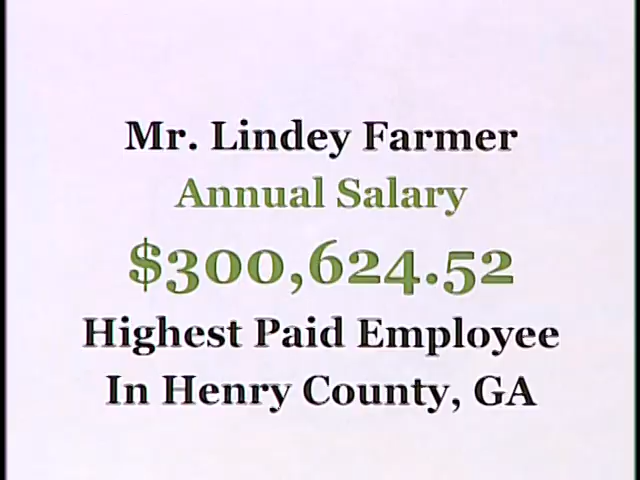 Mr. Lindey Farmer
Annual Salary
$300,624.52
Highest Paid Employee
In Henry County, GA